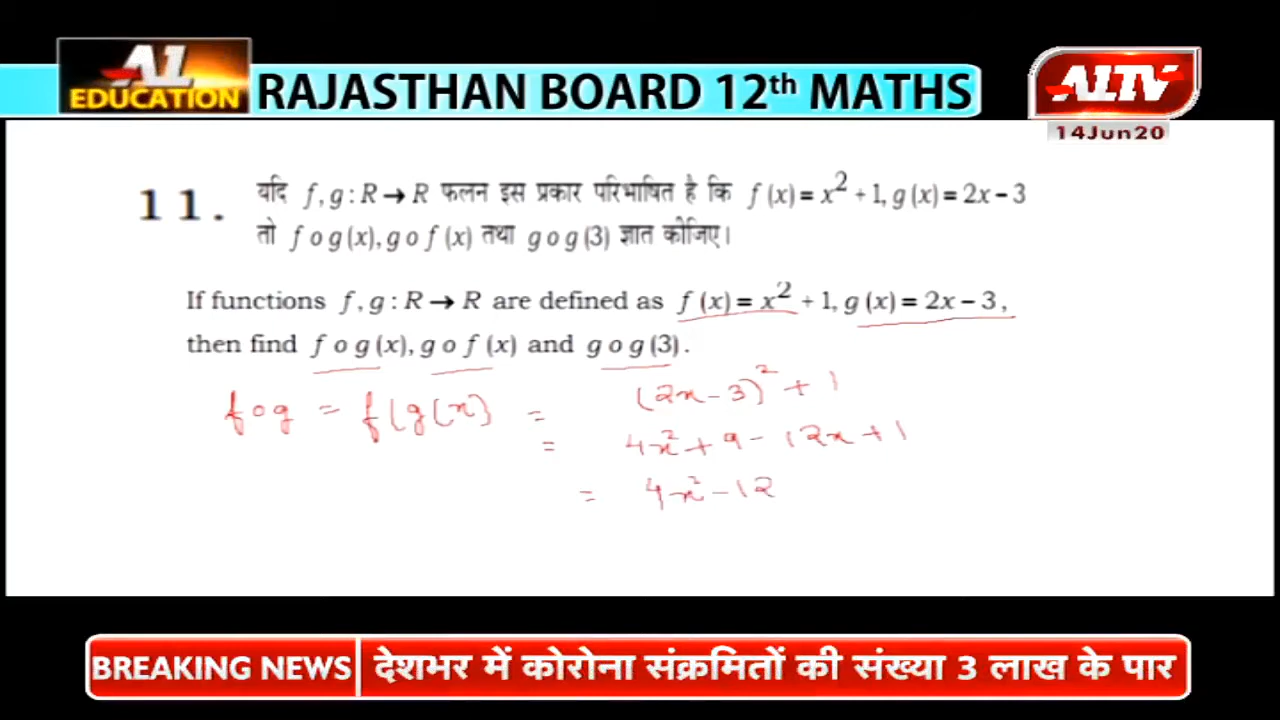 A1
EDUCATION
RAJASTHAN BOARD 12th MATHS
A1TV
14Jun20
11. यदि f, g : R → R फलन इस प्रकार परिभाषित है कि f (x) = x² + 1, g (x) = 2x – 3
तो f o g (x), g o f (x) तथा g o g (3) ज्ञात कीजिए।
If functions f, g : R → R are defined as f (x) = x² + 1, g (x) = 2x – 3,
then find f o g (x), g o f (x) and g o g (3).
fog = f(g(x) = (2x-3)² + 1
= 4x² + 9 - 12x + 1
= 4x² - 12
BREAKING NEWS देशभर में कोरोना संक्रमितों की संख्या 3 लाख के पार